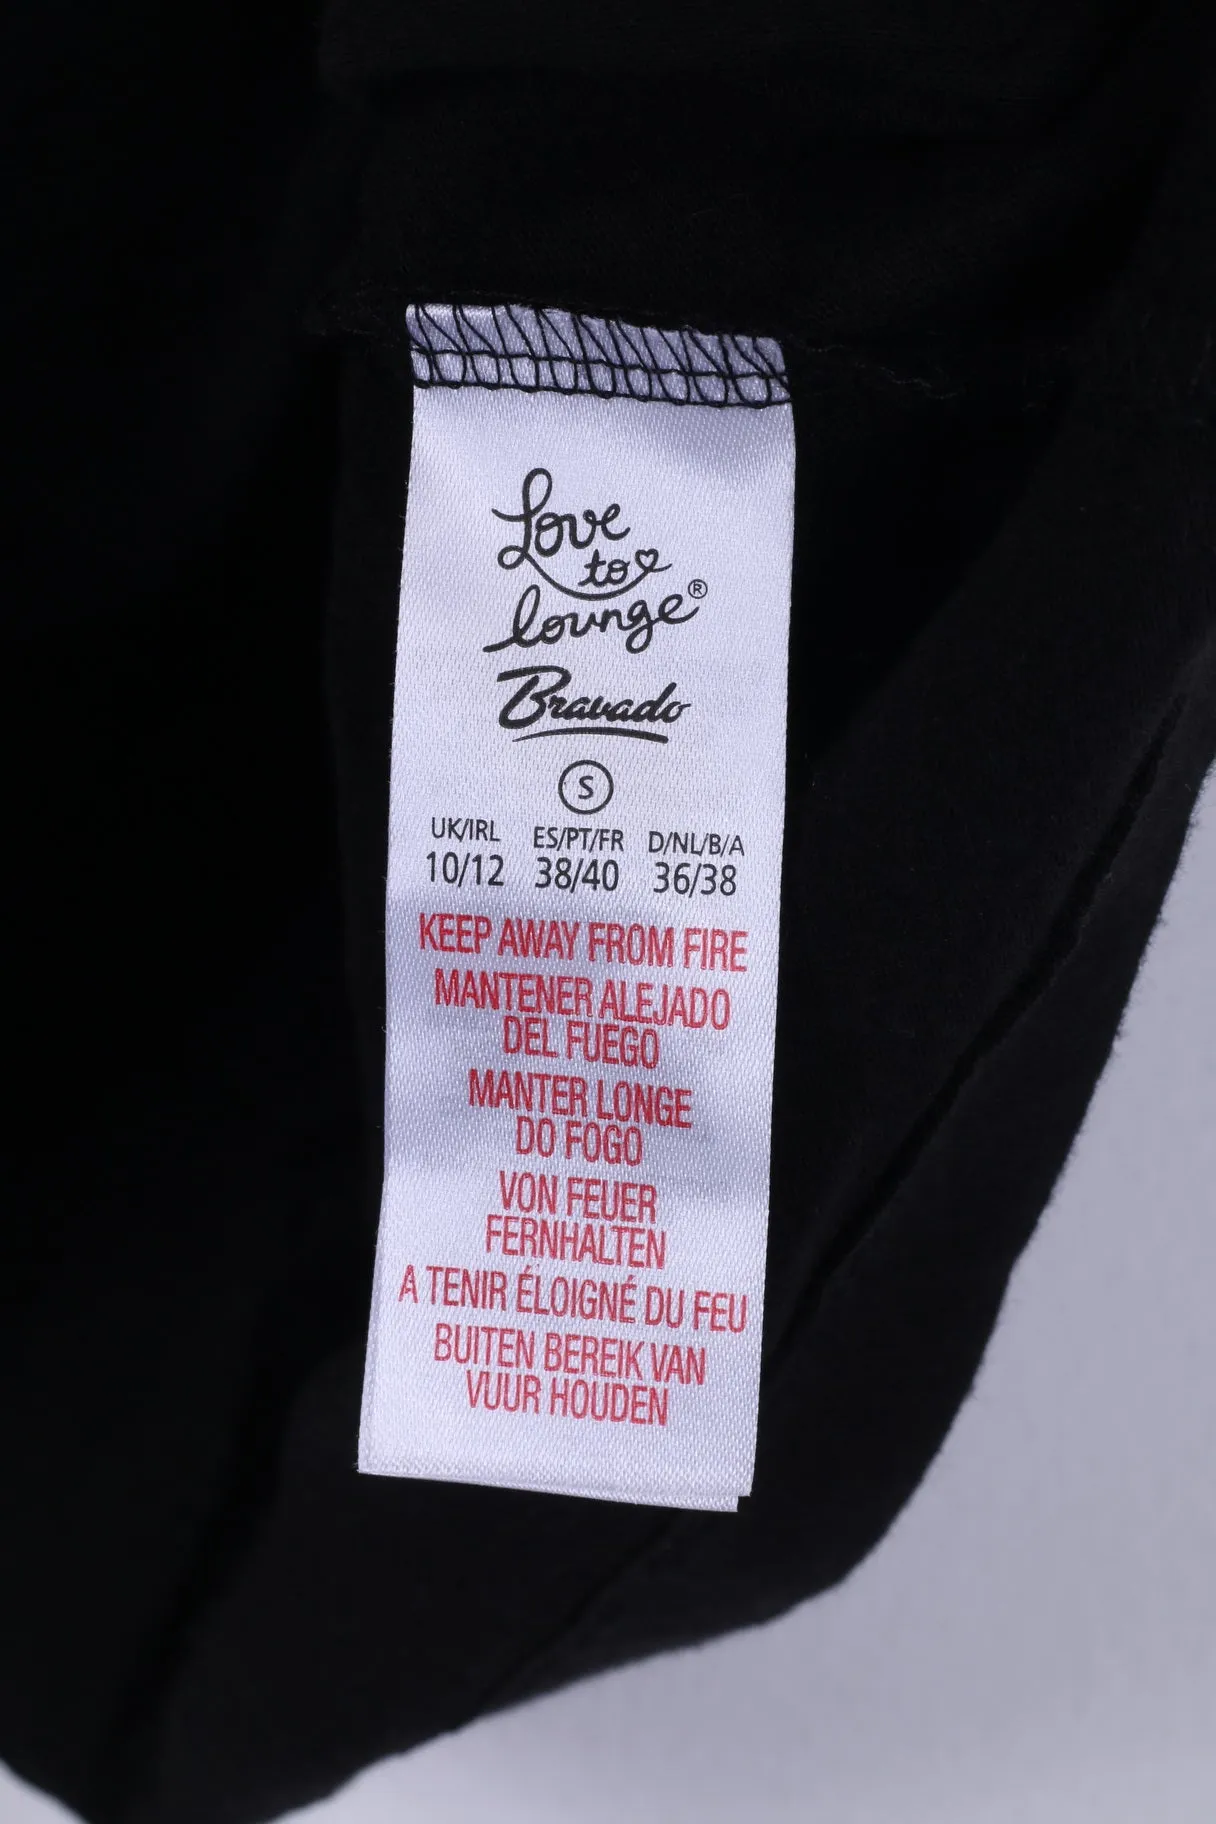 Love
to
lounge®
Bravado
S
UK/IRL ES/PT/FR D/NL/B/A
10/12 38/40 36/38
KEEP AWAY FROM FIRE
MANTENER ALEJADO
DEL FUEGO
MANTER LONGE
DO FOGO
VON FEUER
FERNHALTEN
A TENIR ÉLOIGNÉ DU FEU
BUITEN BEREIK VAN
VUUR HOUDEN